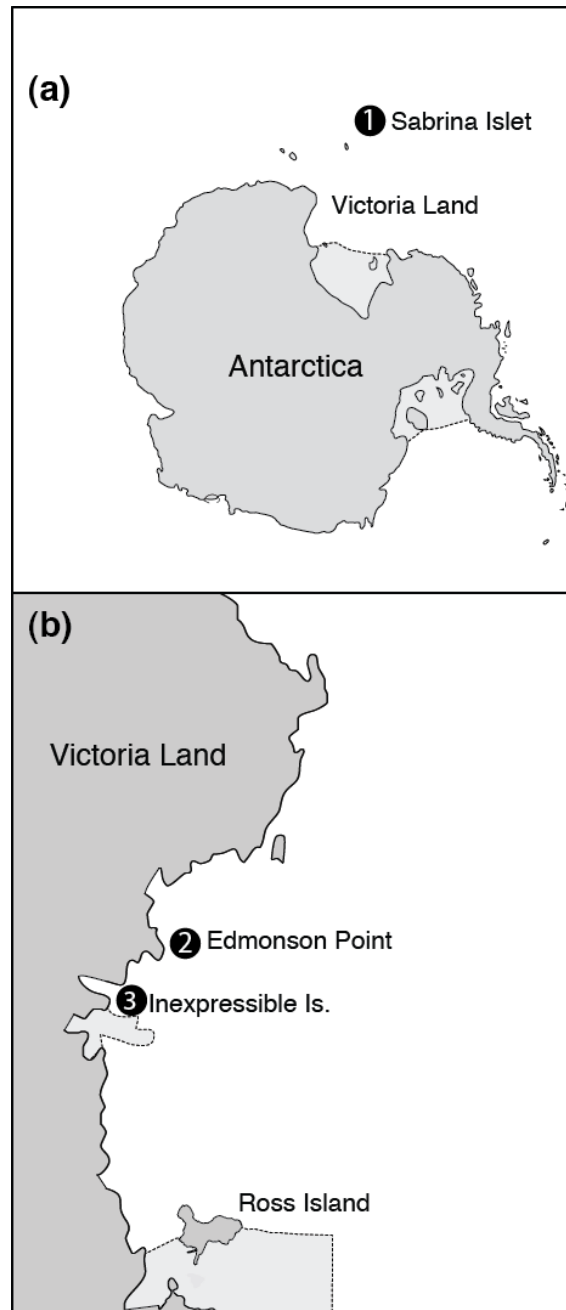 (a)
1 Sabrina Islet
Victoria Land
Antarctica
(b)
Victoria Land
2 Edmonson Point
3 Inexpressible Is.
Ross Island